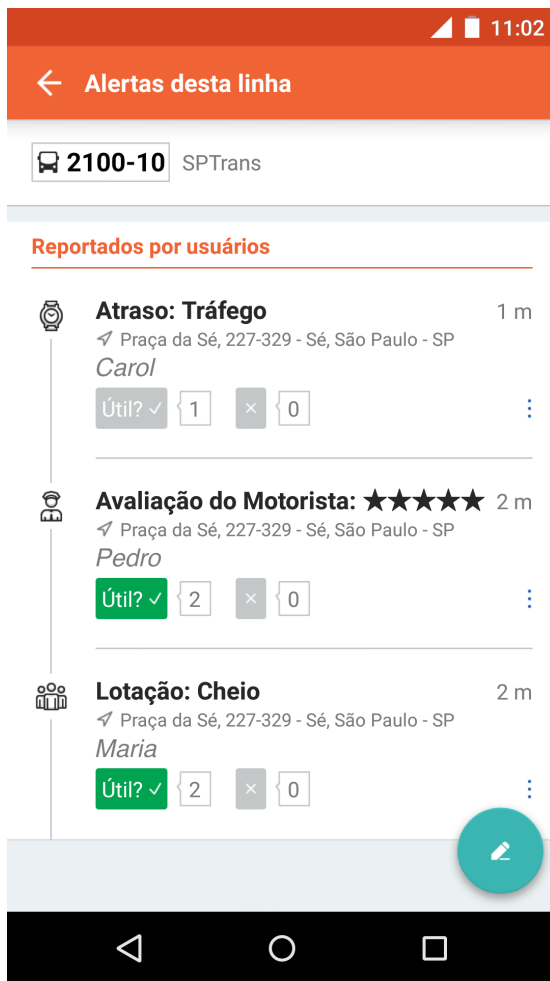 11:02
Alertas desta linha
2100-10 SPTrans
Reportados por usuários
Atraso: Tráfego 1 m
Praça da Sé, 227-329 - Sé, São Paulo - SP
Carol
Útil? ✓ 1 × 0
Avaliação do Motorista: ★★★★★ 2 m
Praça da Sé, 227-329 - Sé, São Paulo - SP
Pedro
Útil? ✓ 2 × 0
Lotação: Cheio 2 m
Praça da Sé, 227-329 - Sé, São Paulo - SP
Maria
Útil? ✓ 2 × 0